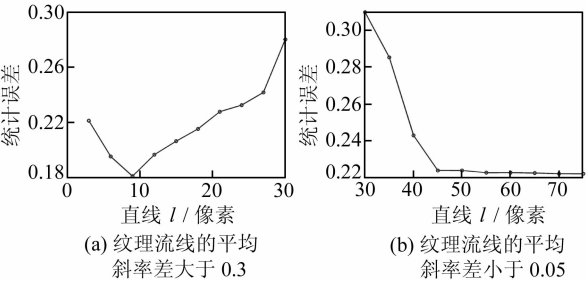 0.30
0.26
0.22
0.18
统计误差
0
10
20
30
直线 l / 像素
(a) 纹理流线的平均
斜率差大于 0.3
0.30
0.28
0.26
0.24
0.22
统计误差
30
40
50
60
70
直线 l / 像素
(b) 纹理流线的平均
斜率差小于 0.05